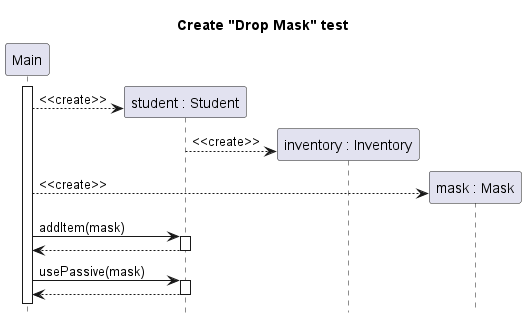 Create "Drop Mask" test
Main
<<create>>
student : Student
<<create>>
inventory : Inventory
<<create>>
mask : Mask
addItem(mask)
usePassive(mask)